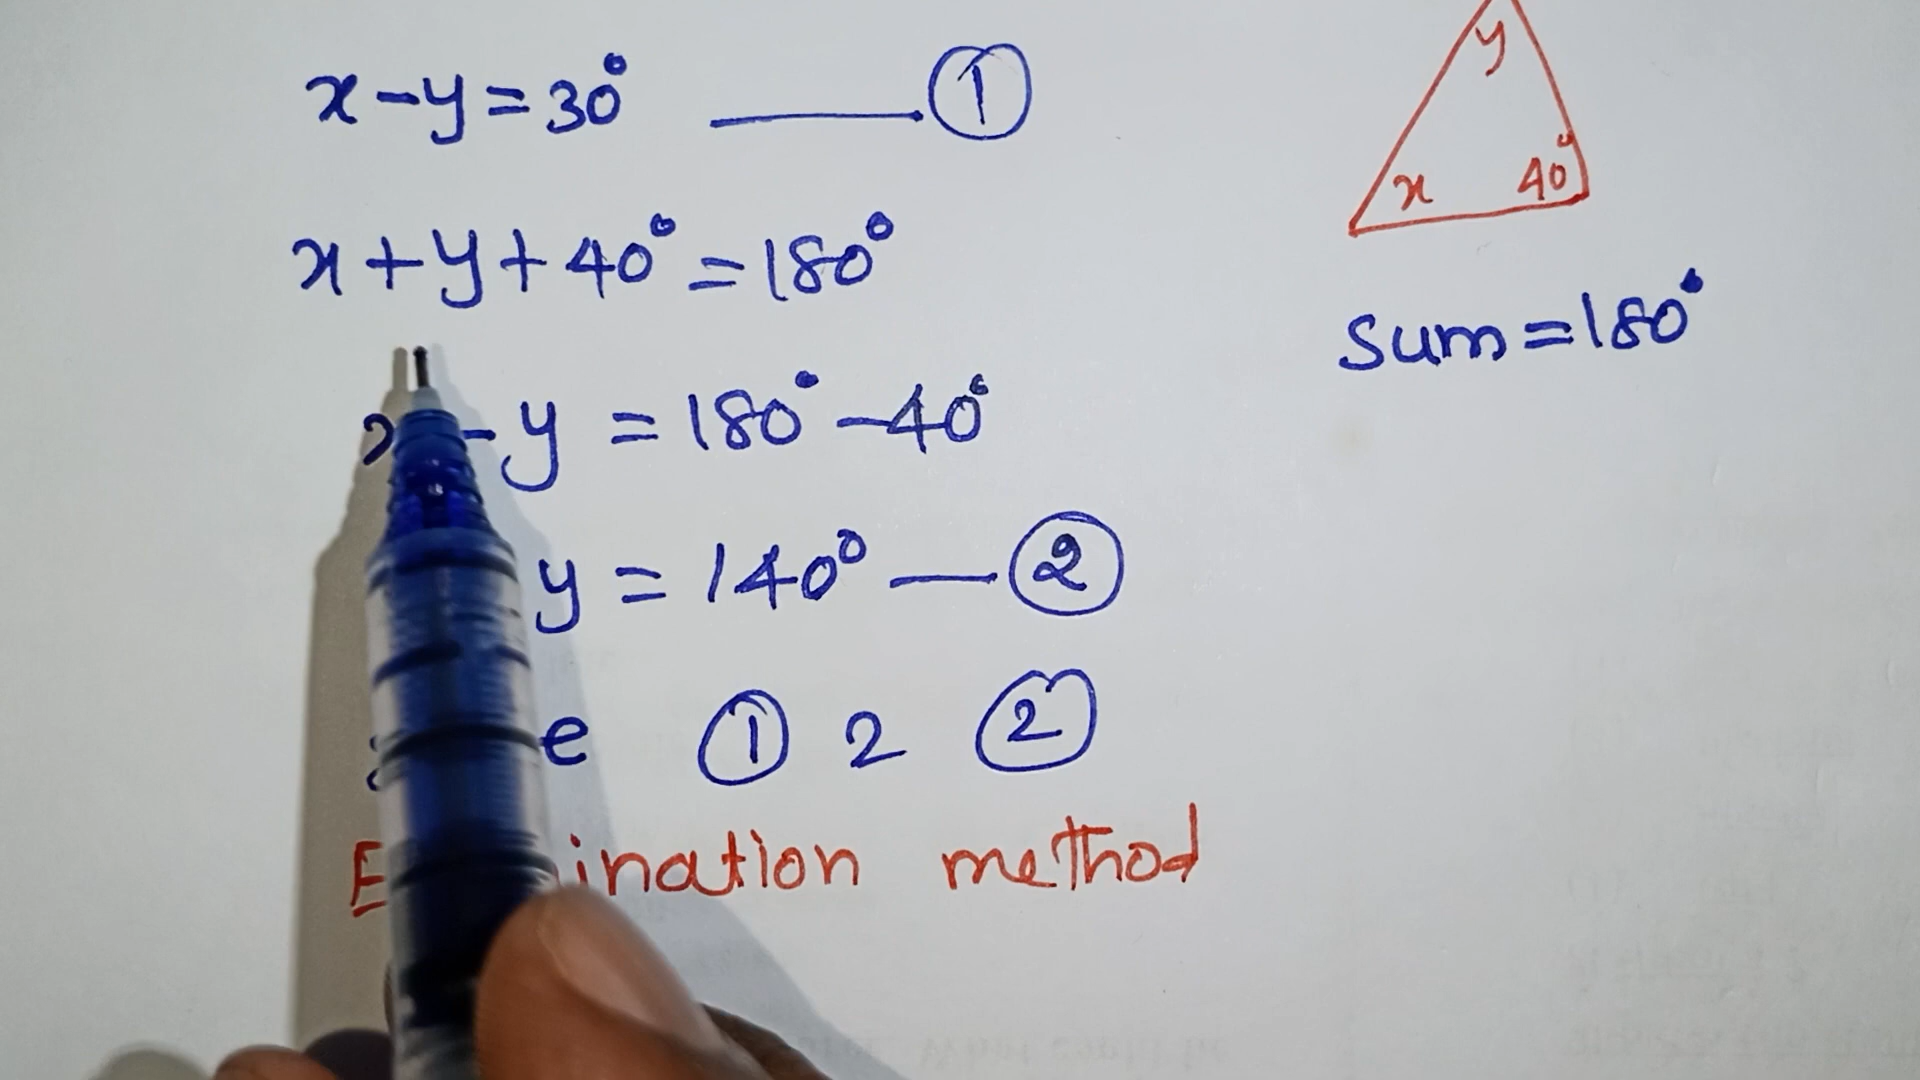 x-y=30° ——— ①
x+y+40°=180°
- y = 180° - 40°
y = 140° — ②
e ① 2 ②
ination method
y
x 40°
Sum=180°